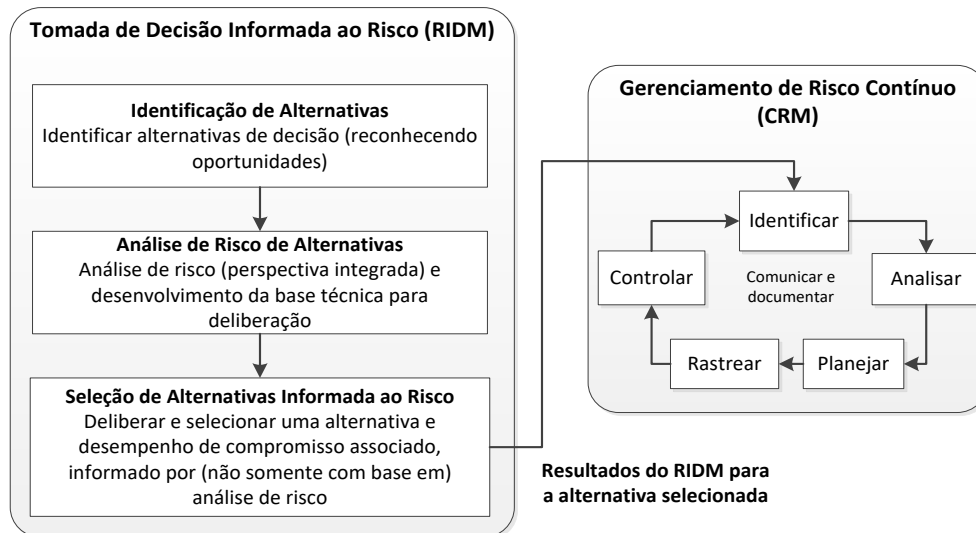 Tomada de Decisão Informada ao Risco (RIDM)
Identificação de Alternativas
Identificar alternativas de decisão (reconhecendo
oportunidades)
Análise de Risco de Alternativas
Análise de risco (perspectiva integrada) e
desenvolvimento da base técnica para
deliberação
Seleção de Alternativas Informada ao Risco
Deliberar e selecionar uma alternativa e
desempenho de compromisso associado,
informado por (não somente com base em)
análise de risco
Resultados do RIDM para
a alternativa selecionada
Gerenciamento de Risco Contínuo
(CRM)
Identificar
Analisar
Planejar
Rastrear
Controlar
Comunicar e
documentar